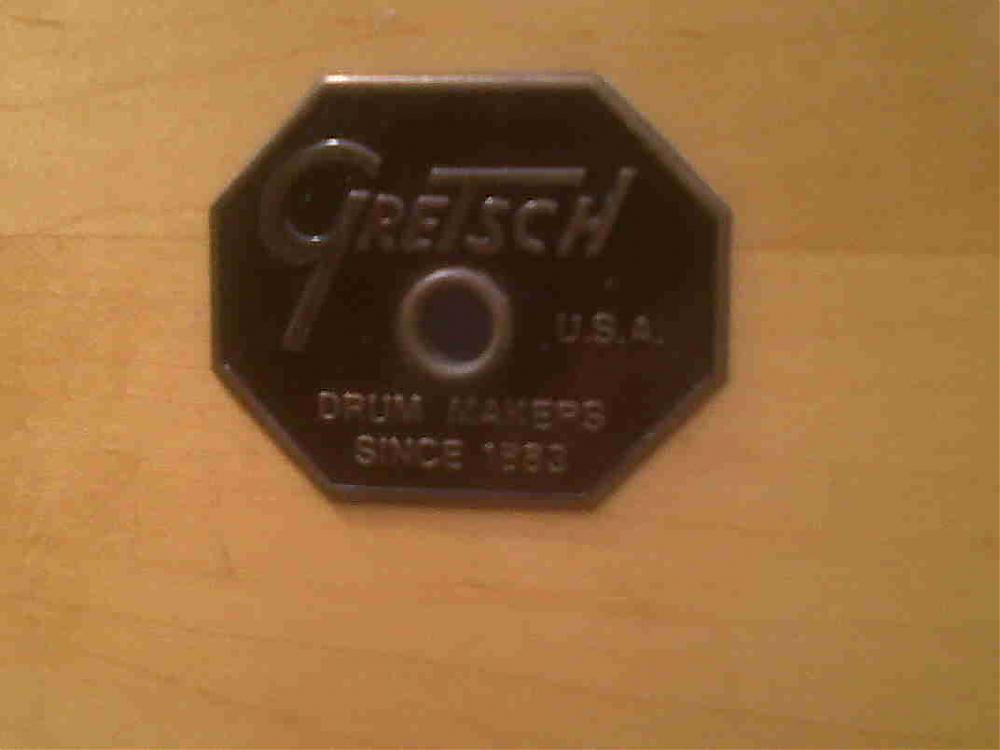 GRETSCH
U.S.A.
DRUM MAKERS
SINCE 1883